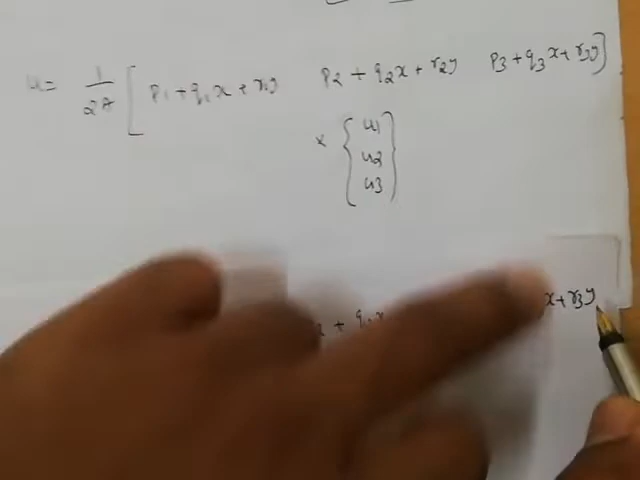 u = 1/2A [ p₁ + q₁x + r₁y   p₂ + q₂x + r₂y   p₃ + q₃x + r₃y ]
× { u₁
u₂
u₃ }
x + r₃y